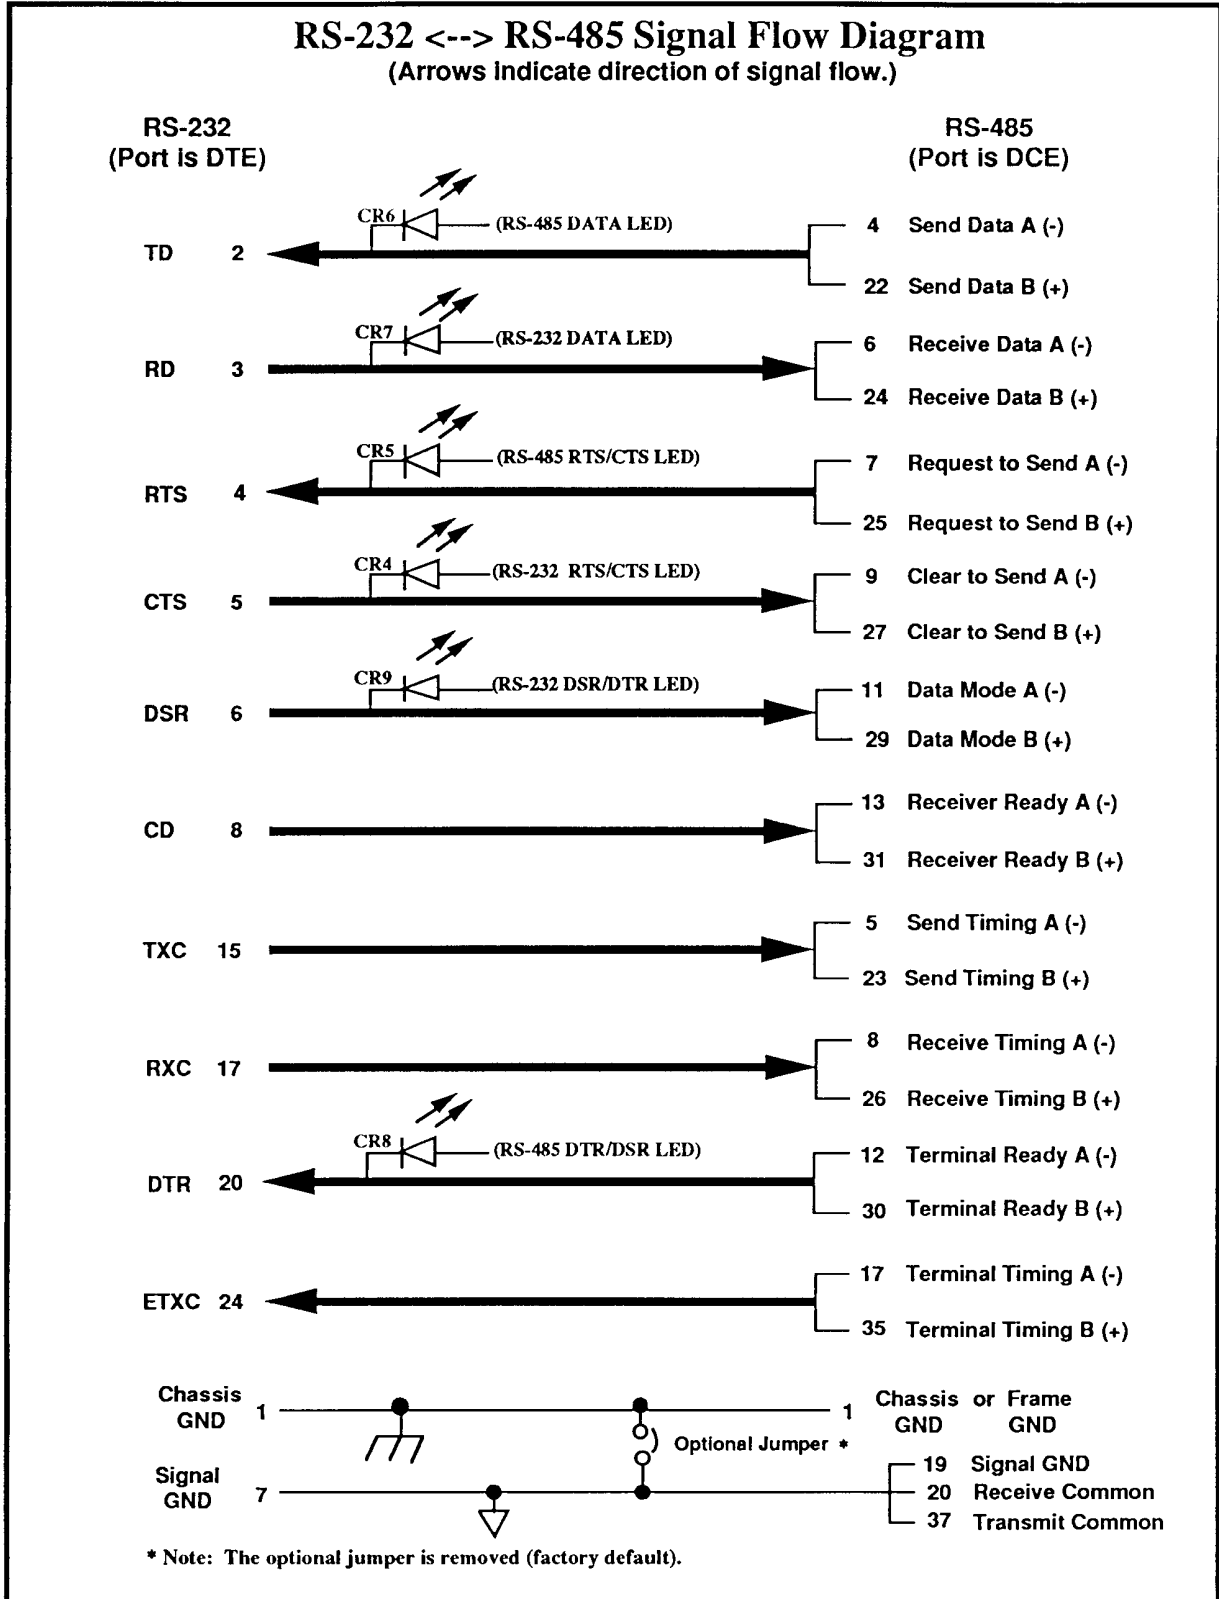 RS-232 <--> RS-485 Signal Flow Diagram
(Arrows indicate direction of signal flow.)
RS-232
(Port is DTE)
RS-485
(Port is DCE)
CR6 (RS-485 DATA LED)
4 Send Data A (-)
TD 2
22 Send Data B (+)
CR7 (RS-232 DATA LED)
6 Receive Data A (-)
RD 3
24 Receive Data B (+)
CR5 (RS-485 RTS/CTS LED)
7 Request to Send A (-)
RTS 4
25 Request to Send B (+)
CR4 (RS-232 RTS/CTS LED)
9 Clear to Send A (-)
CTS 5
27 Clear to Send B (+)
CR9 (RS-232 DSR/DTR LED)
11 Data Mode A (-)
DSR 6
29 Data Mode B (+)
13 Receiver Ready A (-)
CD 8
31 Receiver Ready B (+)
5 Send Timing A (-)
TXC 15
23 Send Timing B (+)
8 Receive Timing A (-)
RXC 17
26 Receive Timing B (+)
CR8 (RS-485 DTR/DSR LED)
12 Terminal Ready A (-)
DTR 20
30 Terminal Ready B (+)
17 Terminal Timing A (-)
ETXC 24
35 Terminal Timing B (+)
Chassis
GND 1
1 Chassis or Frame
GND GND
Optional Jumper *
Signal
GND 7
19 Signal GND
20 Receive Common
37 Transmit Common
* Note: The optional jumper is removed (factory default).